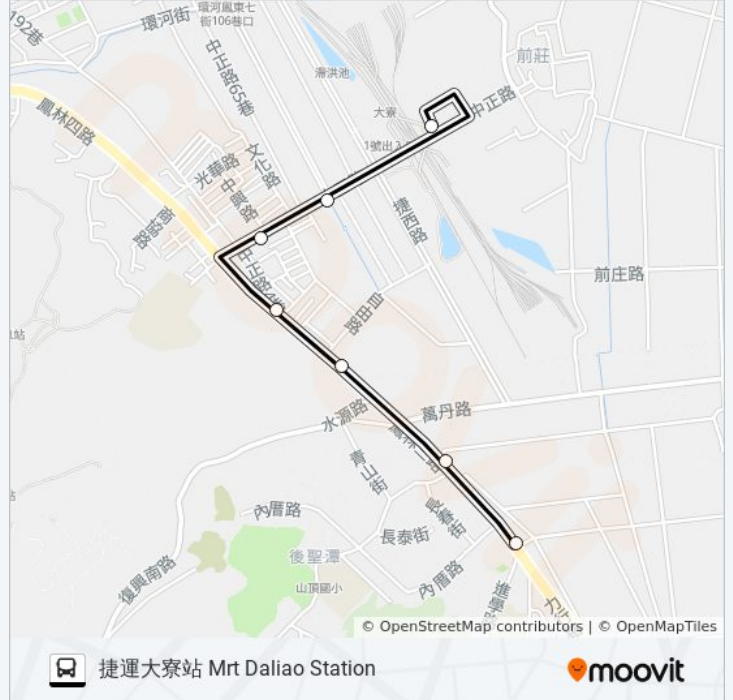 192巷
環河街
環河鳳東七
街106巷口
中正路65巷
滯洪池
前莊
鳳林四路
大寮
中正路
1號出入
文化路
光華路
中興路
捷西路
南協路
前庄路
自由路
水源路
萬丹路
青山街
長春街
內厝路
長泰街
後聖潭
山頂國小
內厝路
復興南路
© OpenStreetMap contributors | © OpenMapTiles
捷運大寮站 Mrt Daliao Station
moovit